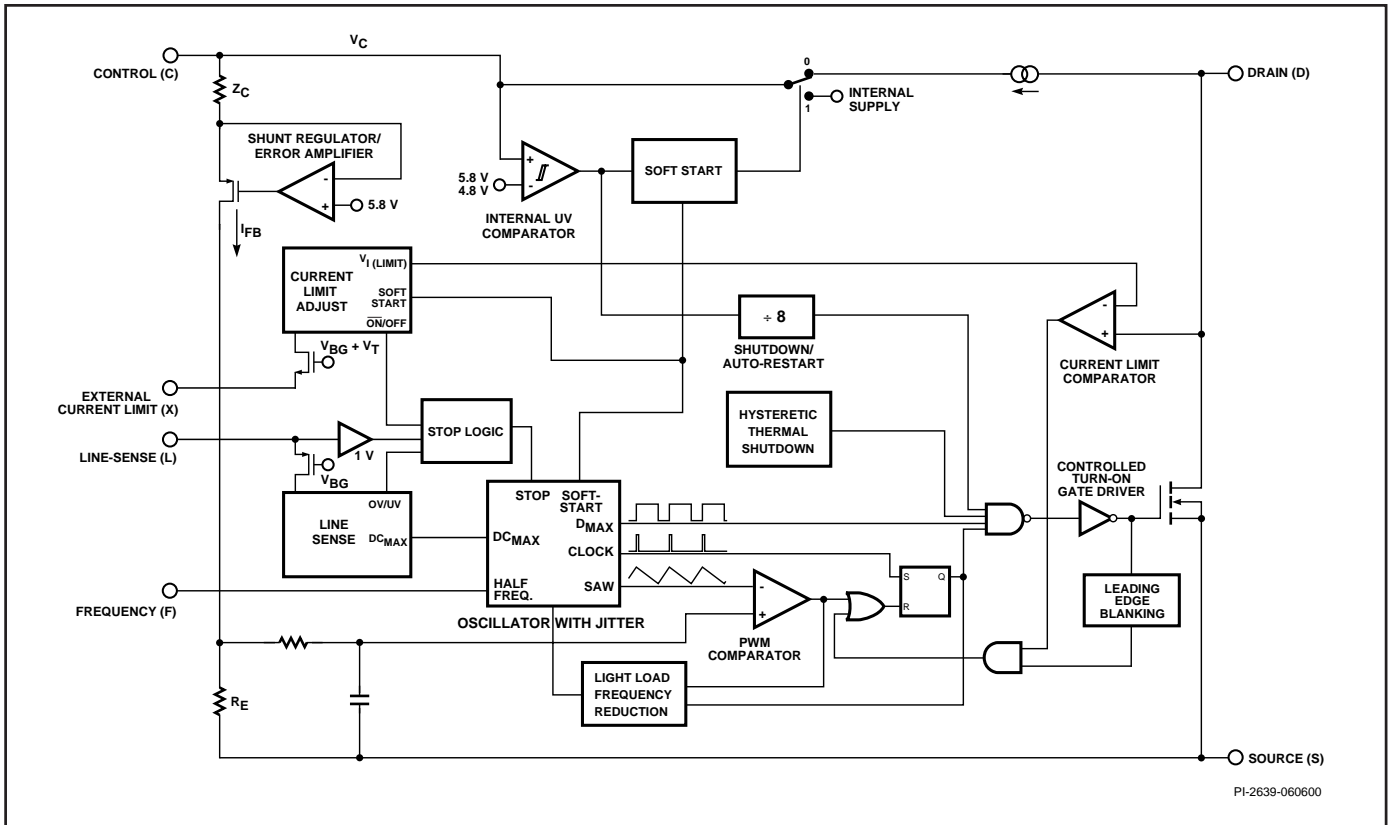 V_C
0
CONTROL (C)
DRAIN (D)
Z_C
1
INTERNAL
SUPPLY
SHUNT REGULATOR/
ERROR AMPLIFIER
-
+
5.8 V
I_FB
+
-
5.8 V
4.8 V
INTERNAL UV
COMPARATOR
SOFT START
CURRENT
LIMIT
ADJUST
V_I (LIMIT)
SOFT
START
ON/OFF
÷ 8
SHUTDOWN/
AUTO-RESTART
-
+
CURRENT LIMIT
COMPARATOR
V_BG + V_T
EXTERNAL
CURRENT LIMIT (X)
HYSTERETIC
THERMAL
SHUTDOWN
STOP LOGIC
LINE-SENSE (L)
1 V
V_BG
CONTROLLED
TURN-ON
GATE DRIVER
OV/UV
LINE
SENSE
DC_MAX
STOP
SOFT-
START
D_MAX
DC_MAX
CLOCK
HALF
FREQ.
SAW
OSCILLATOR WITH JITTER
-
+
PWM
COMPARATOR
S
Q
R
LEADING
EDGE
BLANKING
FREQUENCY (F)
LIGHT LOAD
FREQUENCY
REDUCTION
R_E
SOURCE (S)
PI-2639-060600